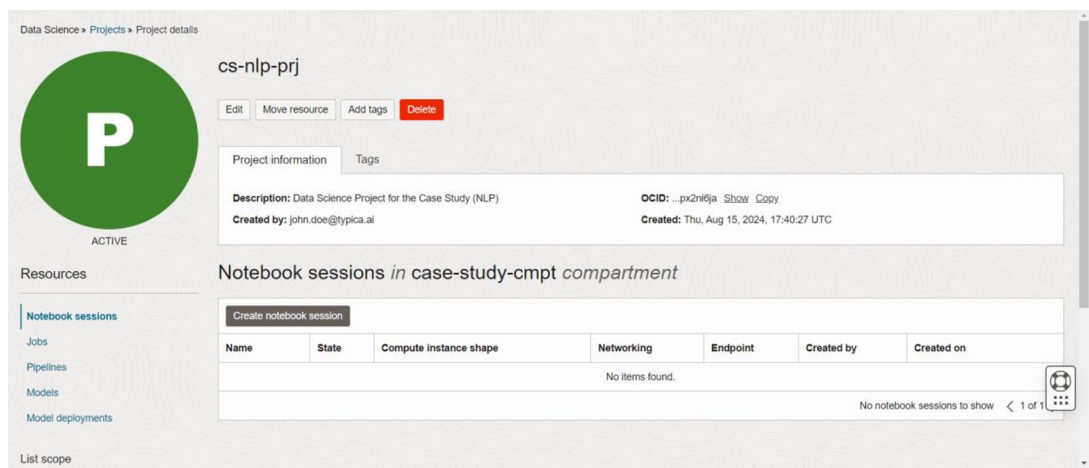 Data Science » Projects » Project details
P
ACTIVE
cs-nlp-prj
Edit Move resource Add tags Delete
Project information Tags
Description: Data Science Project for the Case Study (NLP) OCID: ...px2ni6ja Show Copy
Created by: john.doe@typica.ai Created: Thu, Aug 15, 2024, 17:40:27 UTC
Resources
Notebook sessions
Jobs
Pipelines
Models
Model deployments
List scope
Notebook sessions in case-study-cmpt compartment
Create notebook session
Name State Compute instance shape Networking Endpoint Created by Created on
No items found.
No notebook sessions to show < 1 of 1